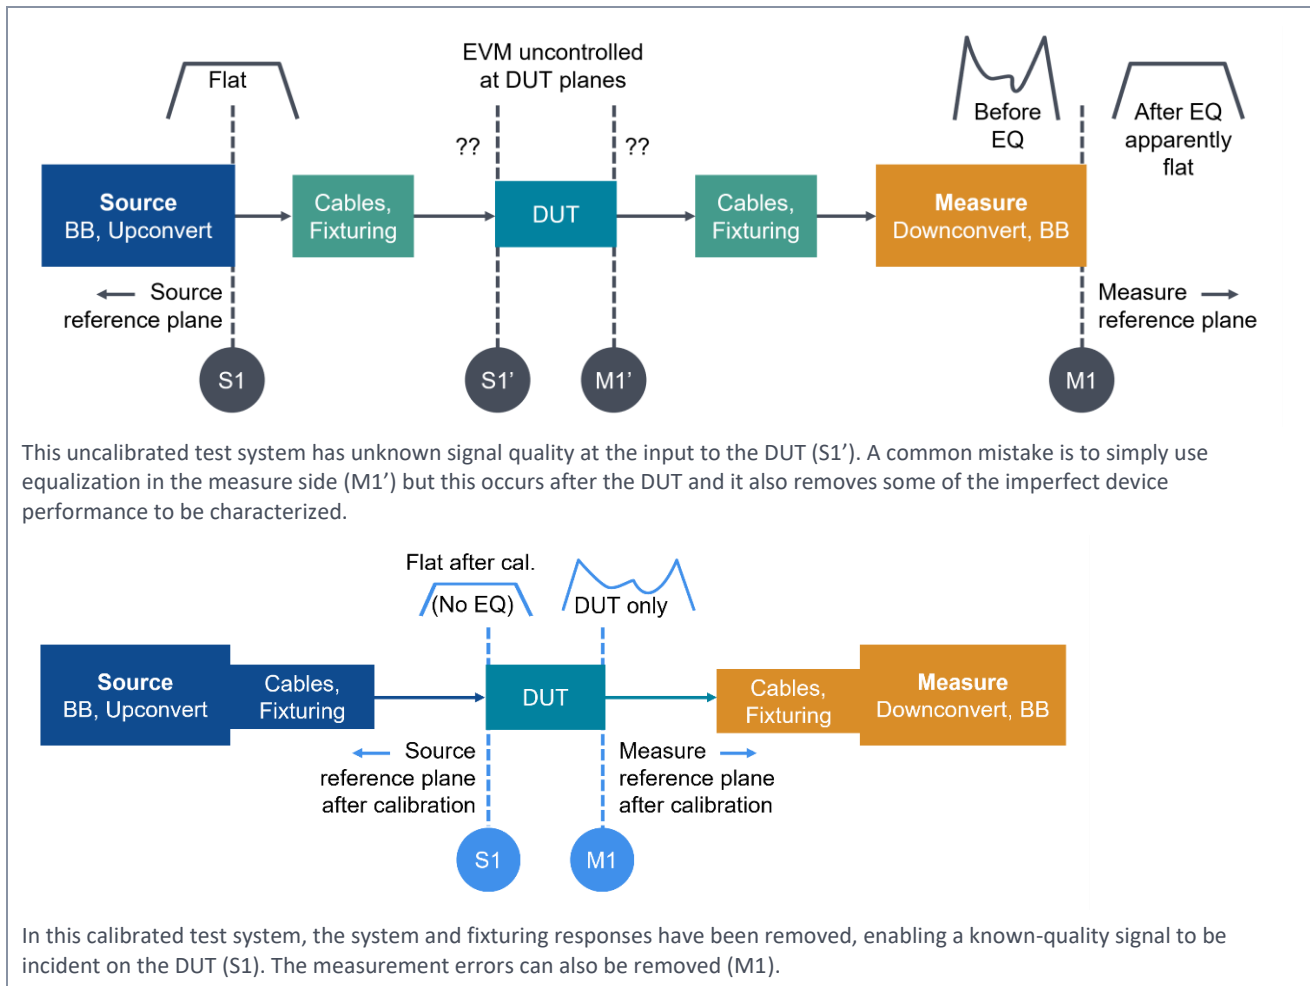 Flat
EVM uncontrolled
at DUT planes
??
??
Before
EQ
After EQ
apparently
flat
Source
BB, Upconvert
Cables,
Fixturing
DUT
Cables,
Fixturing
Measure
Downconvert, BB
Source
reference plane
Measure
reference plane
S1
S1’
M1’
M1
This uncalibrated test system has unknown signal quality at the input to the DUT (S1’). A common mistake is to simply use
equalization in the measure side (M1’) but this occurs after the DUT and it also removes some of the imperfect device
performance to be characterized.
Flat after cal.
(No EQ)
DUT only
Source
BB, Upconvert
Cables,
Fixturing
DUT
Cables,
Fixturing
Measure
Downconvert, BB
Source
reference plane
after calibration
Measure
reference plane
after calibration
S1
M1
In this calibrated test system, the system and fixturing responses have been removed, enabling a known-quality signal to be
incident on the DUT (S1). The measurement errors can also be removed (M1).